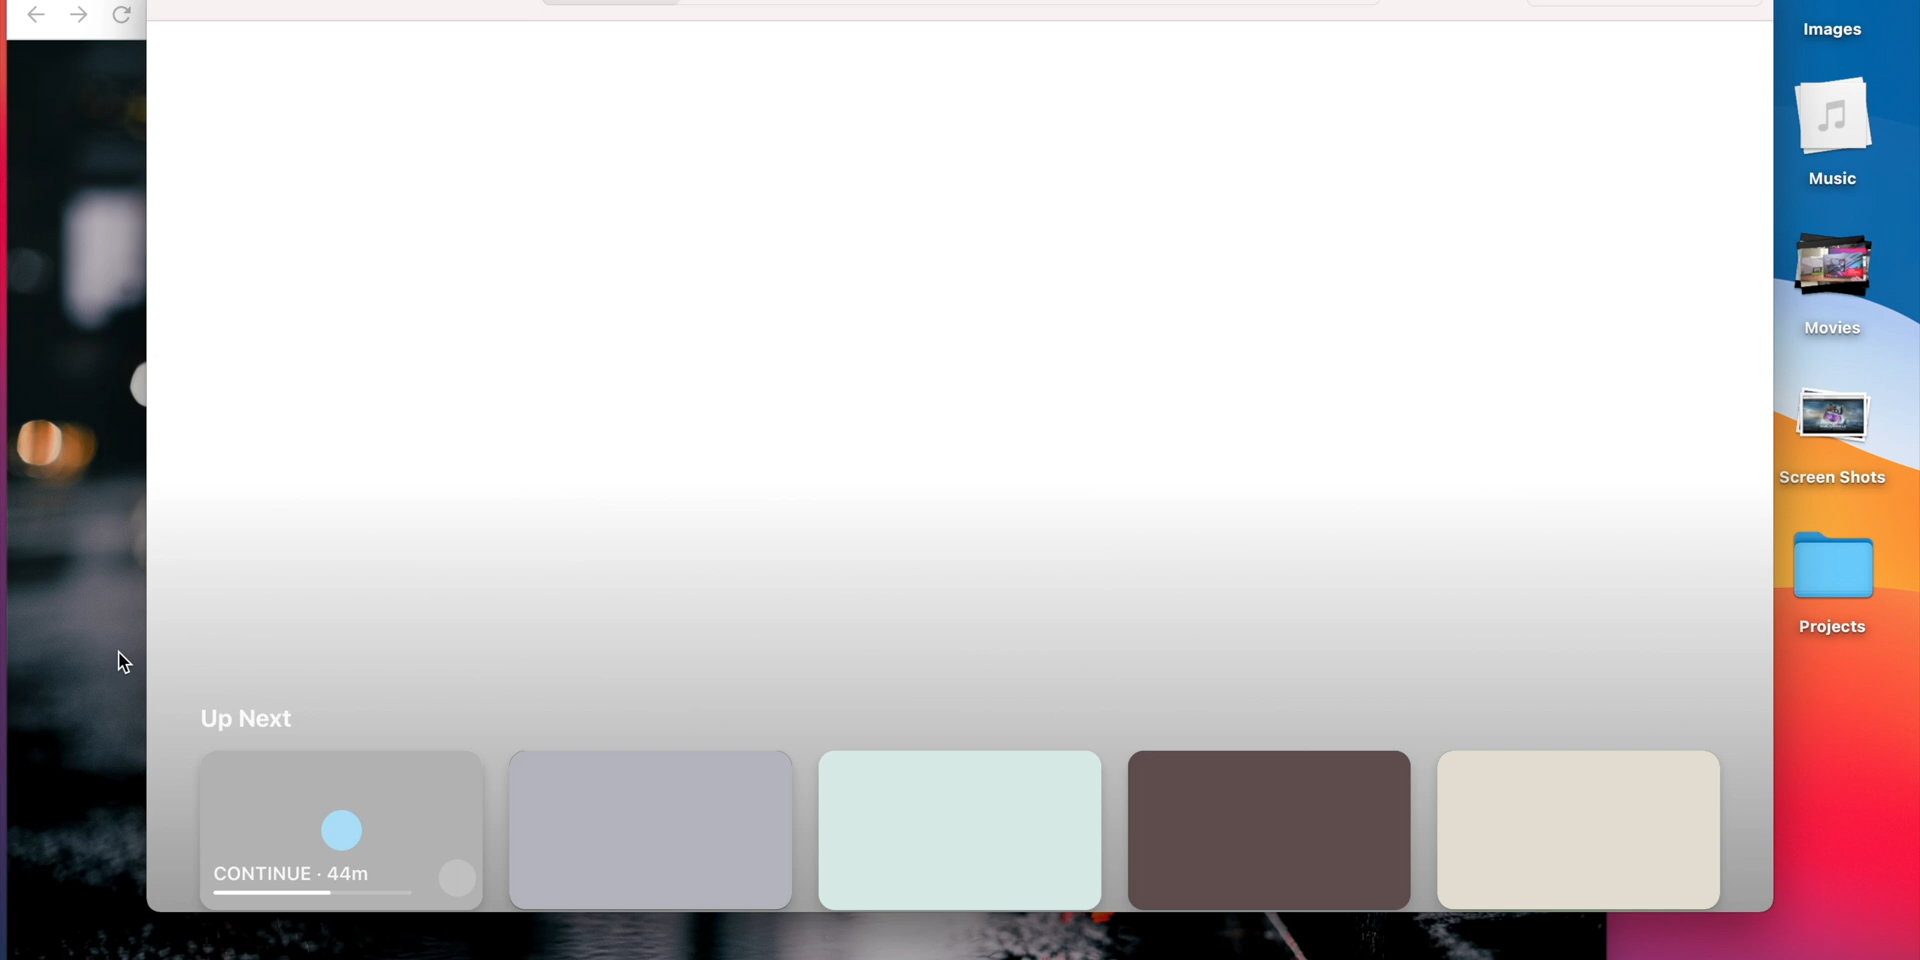 Images
Music
Movies
Screen Shots
Projects
Up Next
CONTINUE · 44m